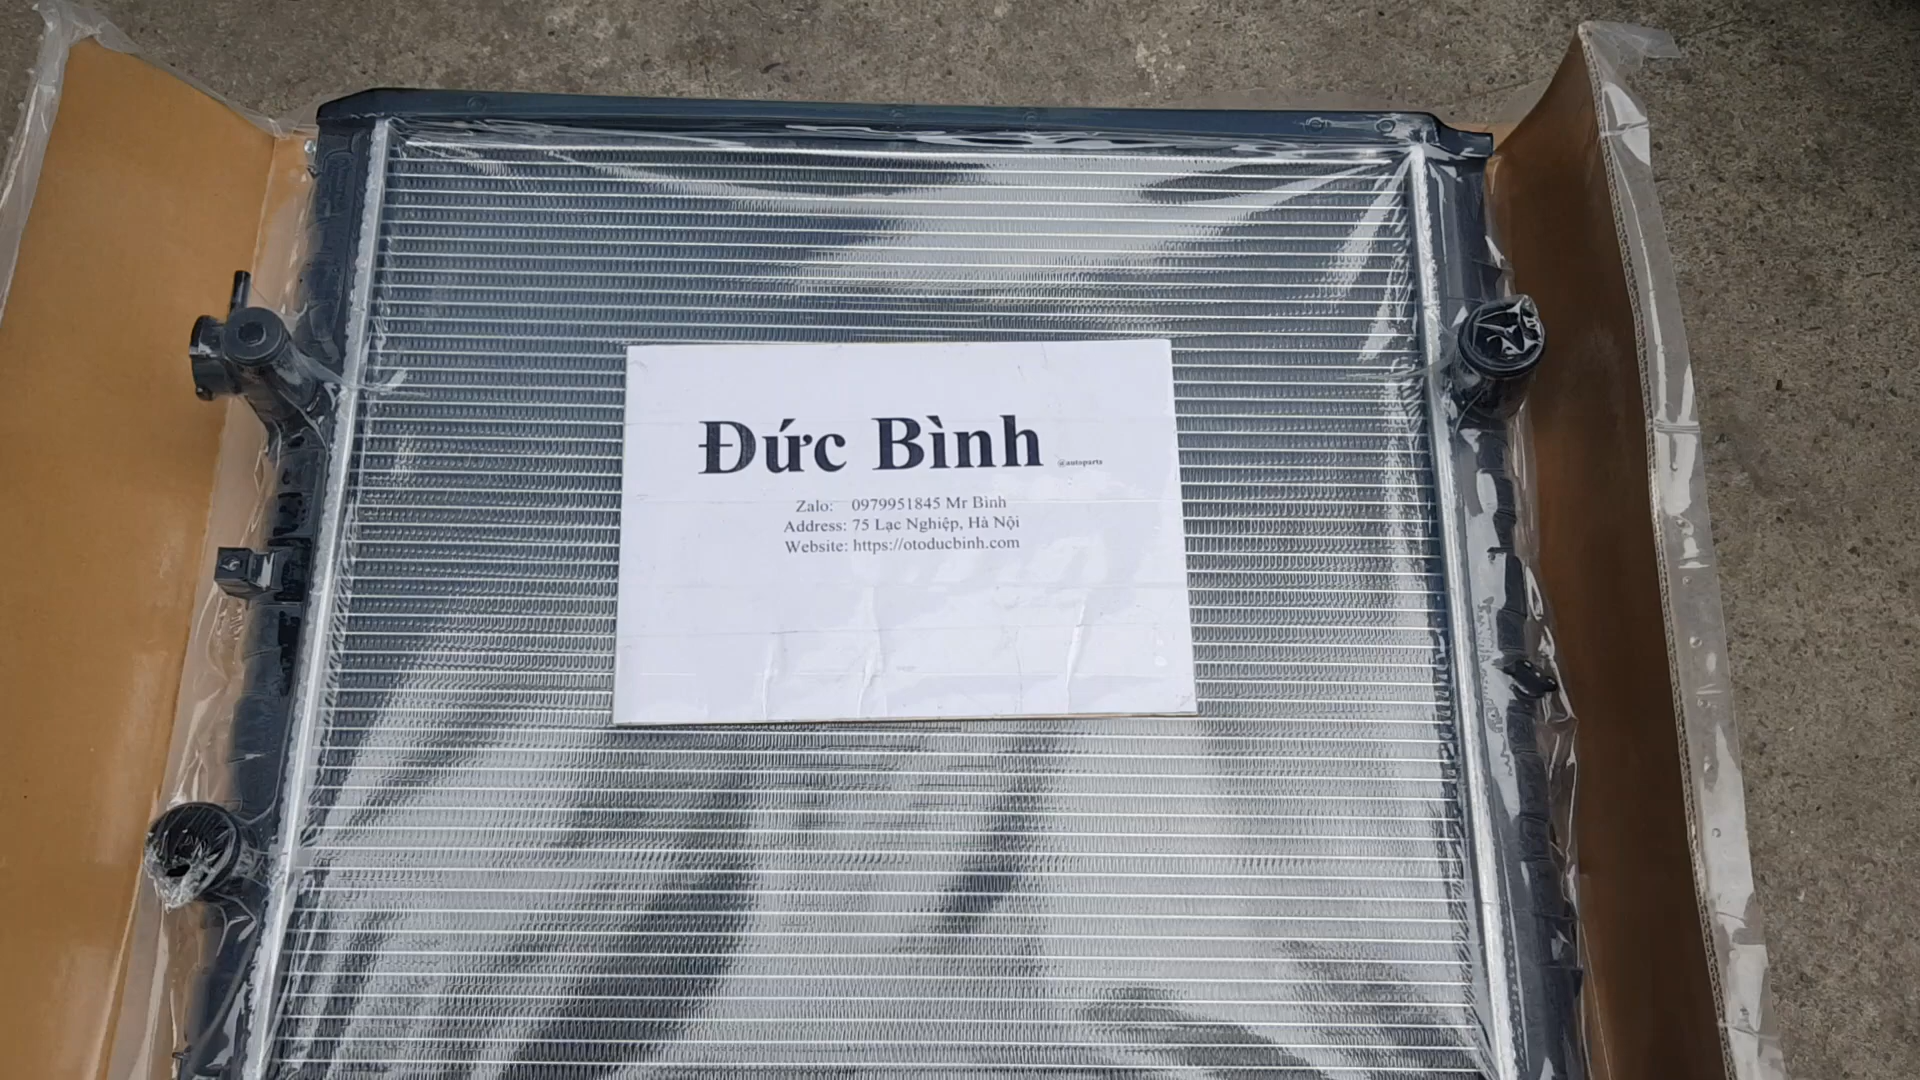 Đức Bình @autoparts
Zalo: 0979951845 Mr Bình
Address: 75 Lạc Nghiệp, Hà Nội
Website: https://otoducbinh.com